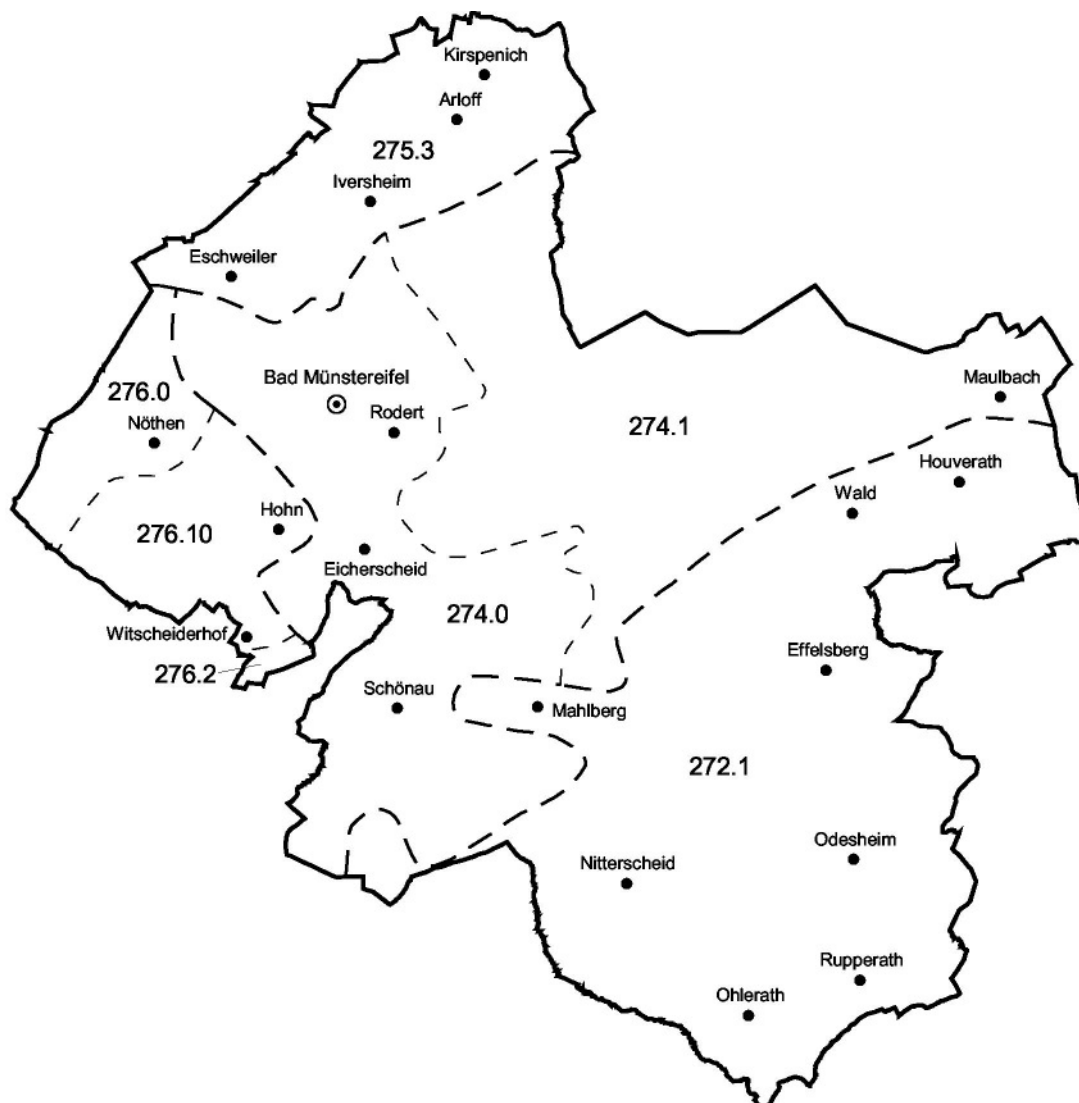 Kirspenich
Arloff
275.3
Iversheim
Eschweiler
Bad Münstereifel
276.0
Maulbach
Nöthen
Rodert
274.1
Houverath
Wald
Hohn
276.10
Eicherscheid
274.0
Witscheiderhof
Effelsberg
276.2
Schönau
Mahlberg
272.1
Odesheim
Nitterscheid
Rupperath
Ohlerath